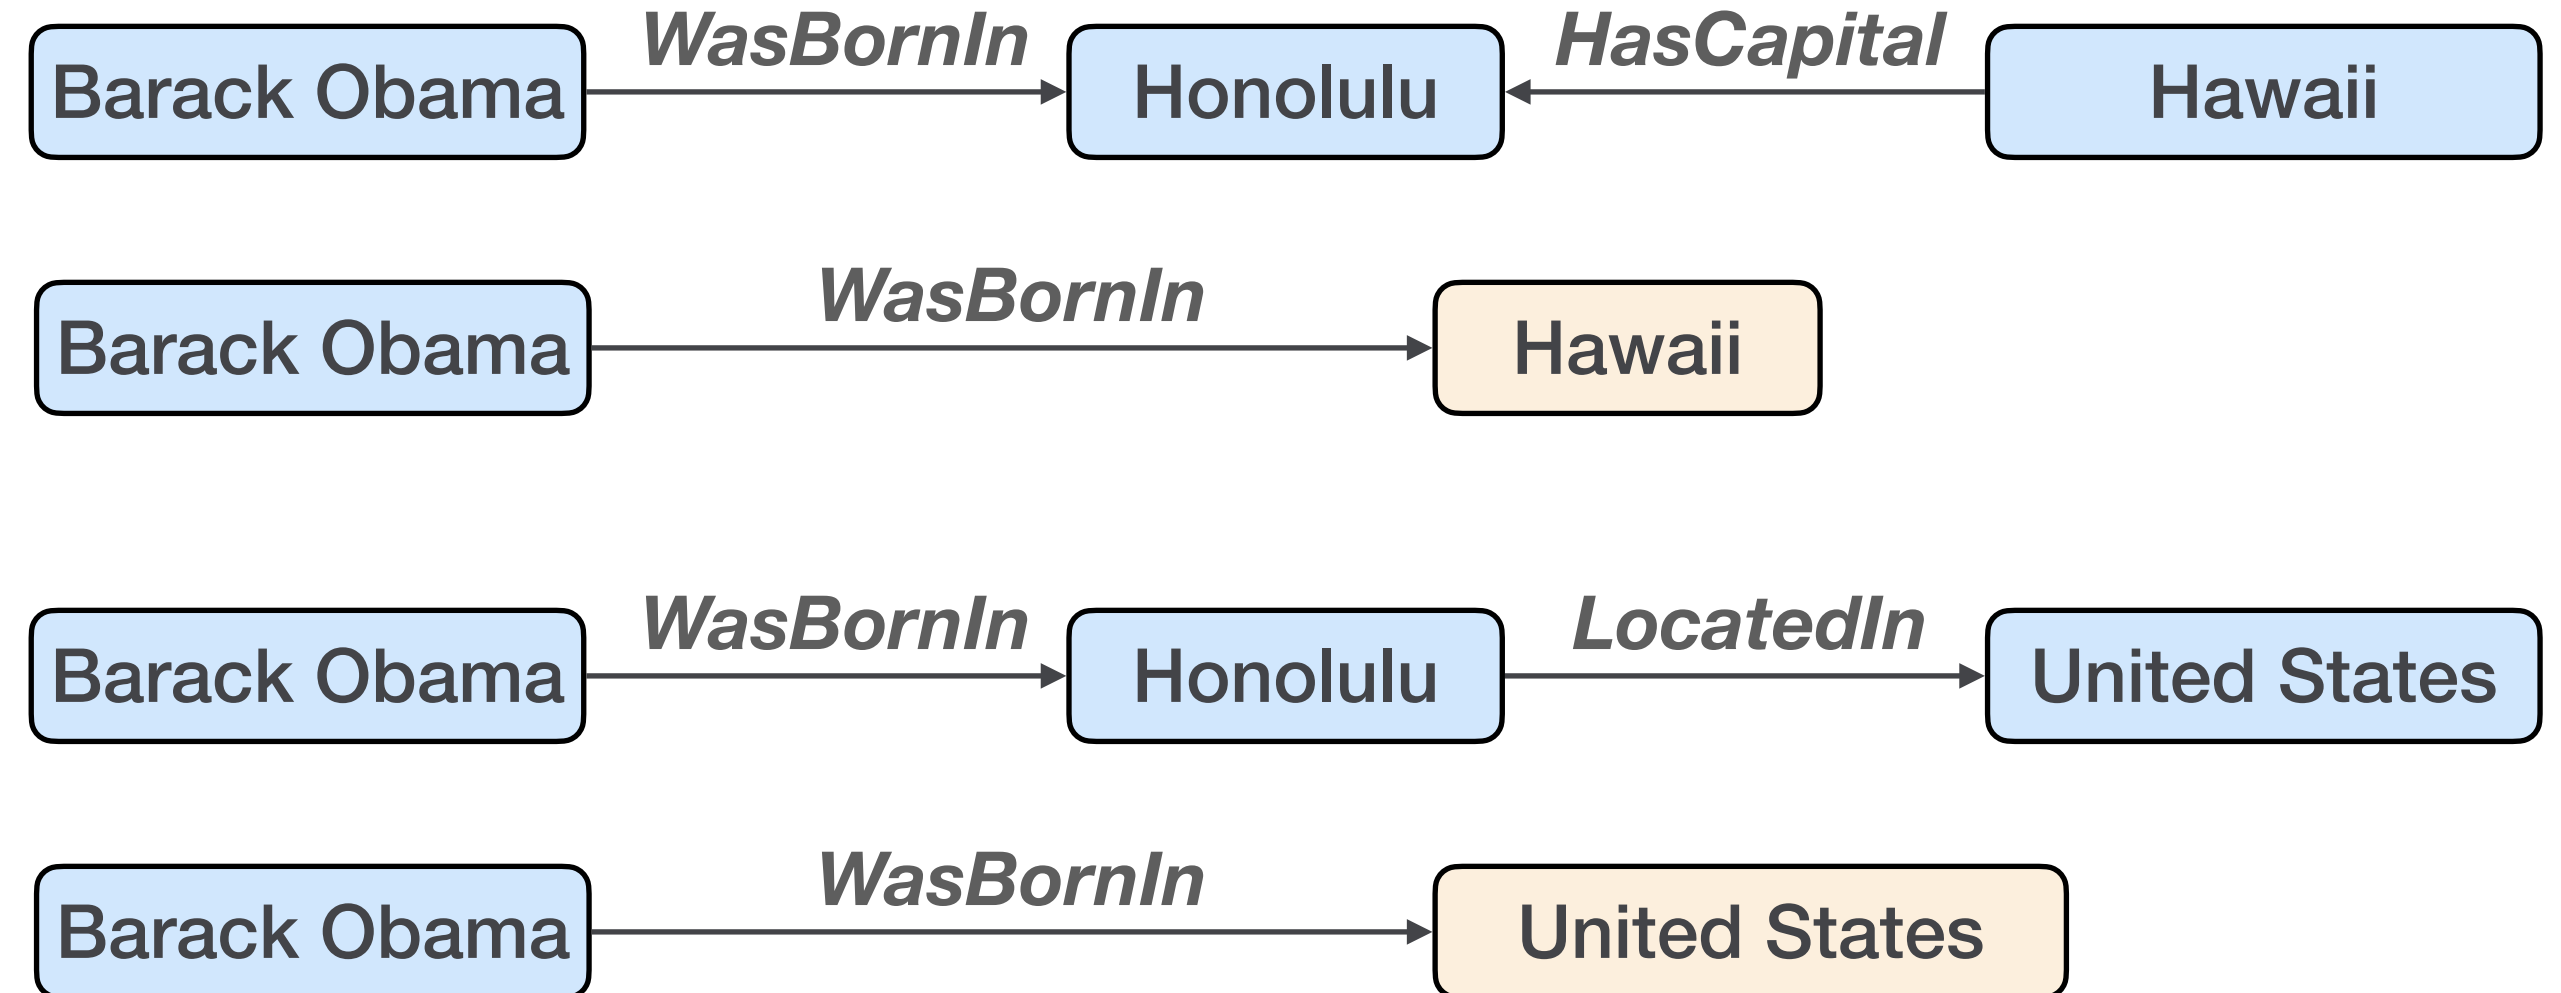 WasBornIn HasCapital
Barack Obama Honolulu Hawaii
WasBornIn
Barack Obama Hawaii
WasBornIn LocatedIn
Barack Obama Honolulu United States
WasBornIn
Barack Obama United States